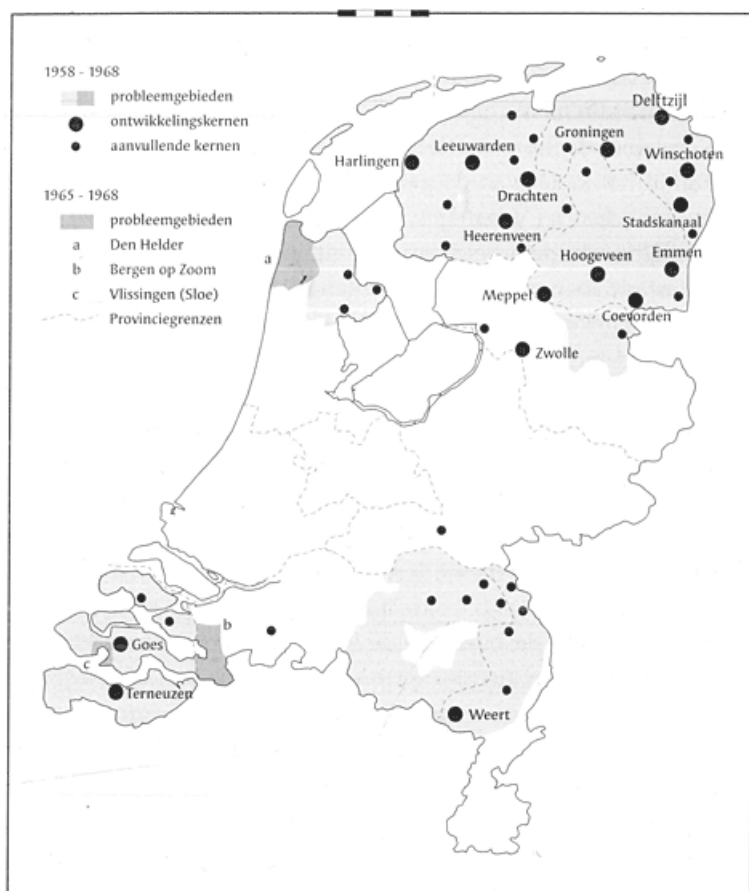 1958 - 1968
probleemgebieden
ontwikkelingskernen
aanvullende kernen
1965 - 1968
probleemgebieden
a Den Helder
b Bergen op Zoom
c Vlissingen (Sloe)
Provinciegrenzen
Delftzijl
Groningen
Leeuwarden
Harlingen
Winschoten
Drachten
Stadskanaal
Heerenveen
Emmen
Hoogeveen
a
Meppel
Coevorden
Zwolle
b
Goes
c
Terneuzen
Weert